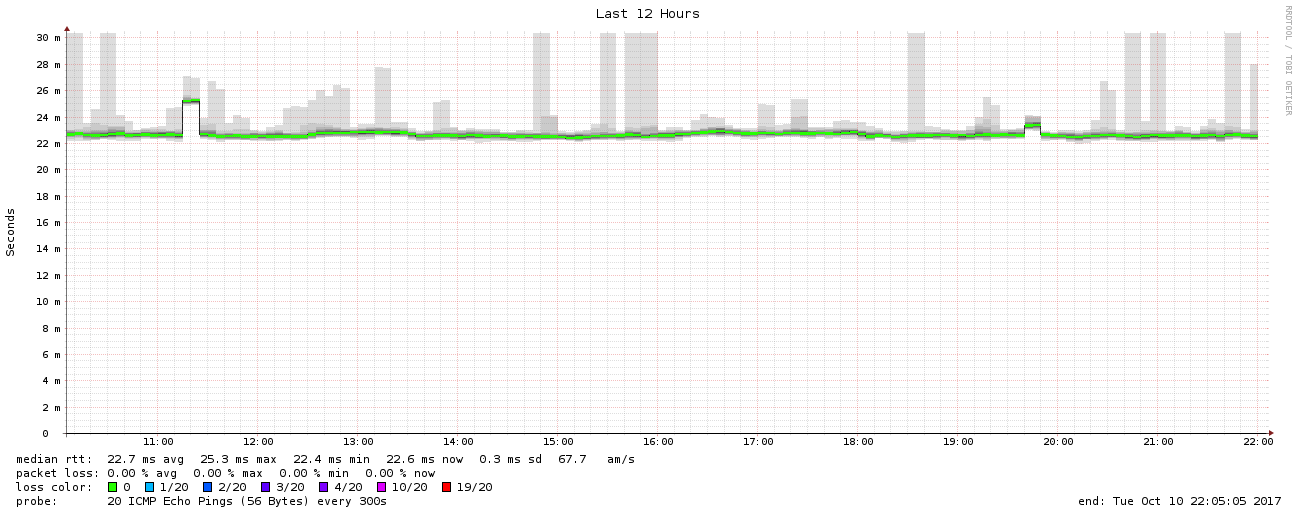 Last 12 Hours
RRDTOOL / TOBI OETIKER
30 m
28 m
26 m
24 m
22 m
20 m
18 m
16 m
14 m
12 m
10 m
8 m
6 m
4 m
2 m
0
Seconds
11:00 12:00 13:00 14:00 15:00 16:00 17:00 18:00 19:00 20:00 21:00 22:00
median rtt: 22.7 ms avg 25.3 ms max 22.4 ms min 22.6 ms now 0.3 ms sd 67.7 am/s
packet loss: 0.00 % avg 0.00 % max 0.00 % min 0.00 % now
loss color: 0 1/20 2/20 3/20 4/20 10/20 19/20
probe: 20 ICMP Echo Pings (56 Bytes) every 300s
end: Tue Oct 10 22:05:05 2017